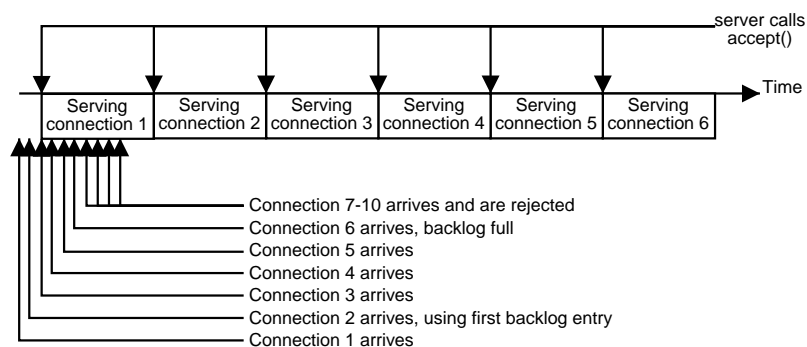 server calls
accept()
Time
Serving
connection 1
Serving
connection 2
Serving
connection 3
Serving
connection 4
Serving
connection 5
Serving
connection 6
Connection 7-10 arrives and are rejected
Connection 6 arrives, backlog full
Connection 5 arrives
Connection 4 arrives
Connection 3 arrives
Connection 2 arrives, using first backlog entry
Connection 1 arrives